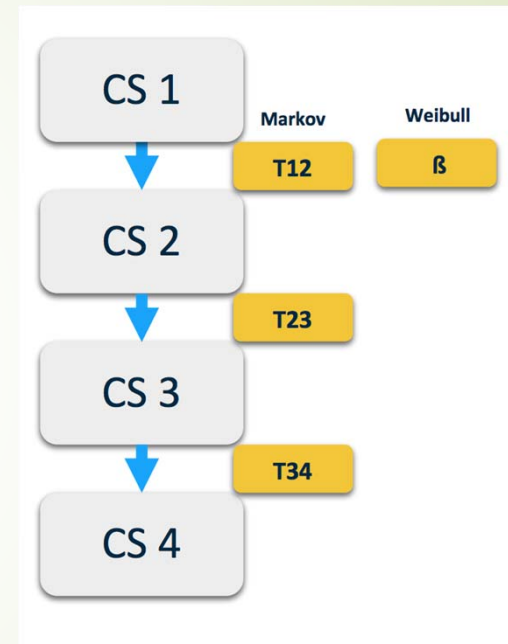 CS 1
Markov Weibull
T12 ß
CS 2
T23
CS 3
T34
CS 4